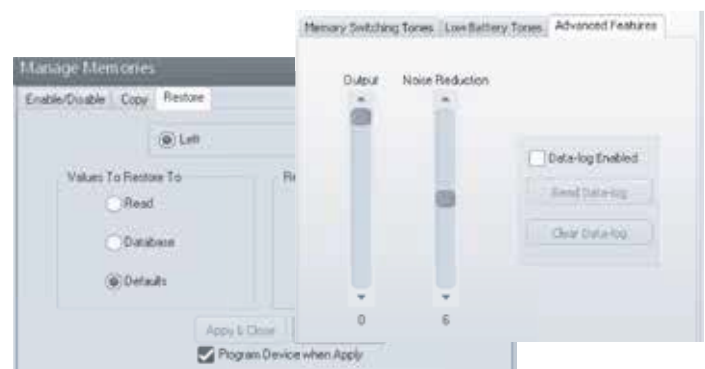 Memory Switching Tones Low Battery Tones Advanced Features
Output Noise Reduction
Data-log Enabled
Read Data-log
Clear Data-log
0 6
Manage Memories
Enable/Disable Copy Restore
Left
Values To Restore To Re
Read
Database
Defaults
Apply & Close
Program Device when Apply